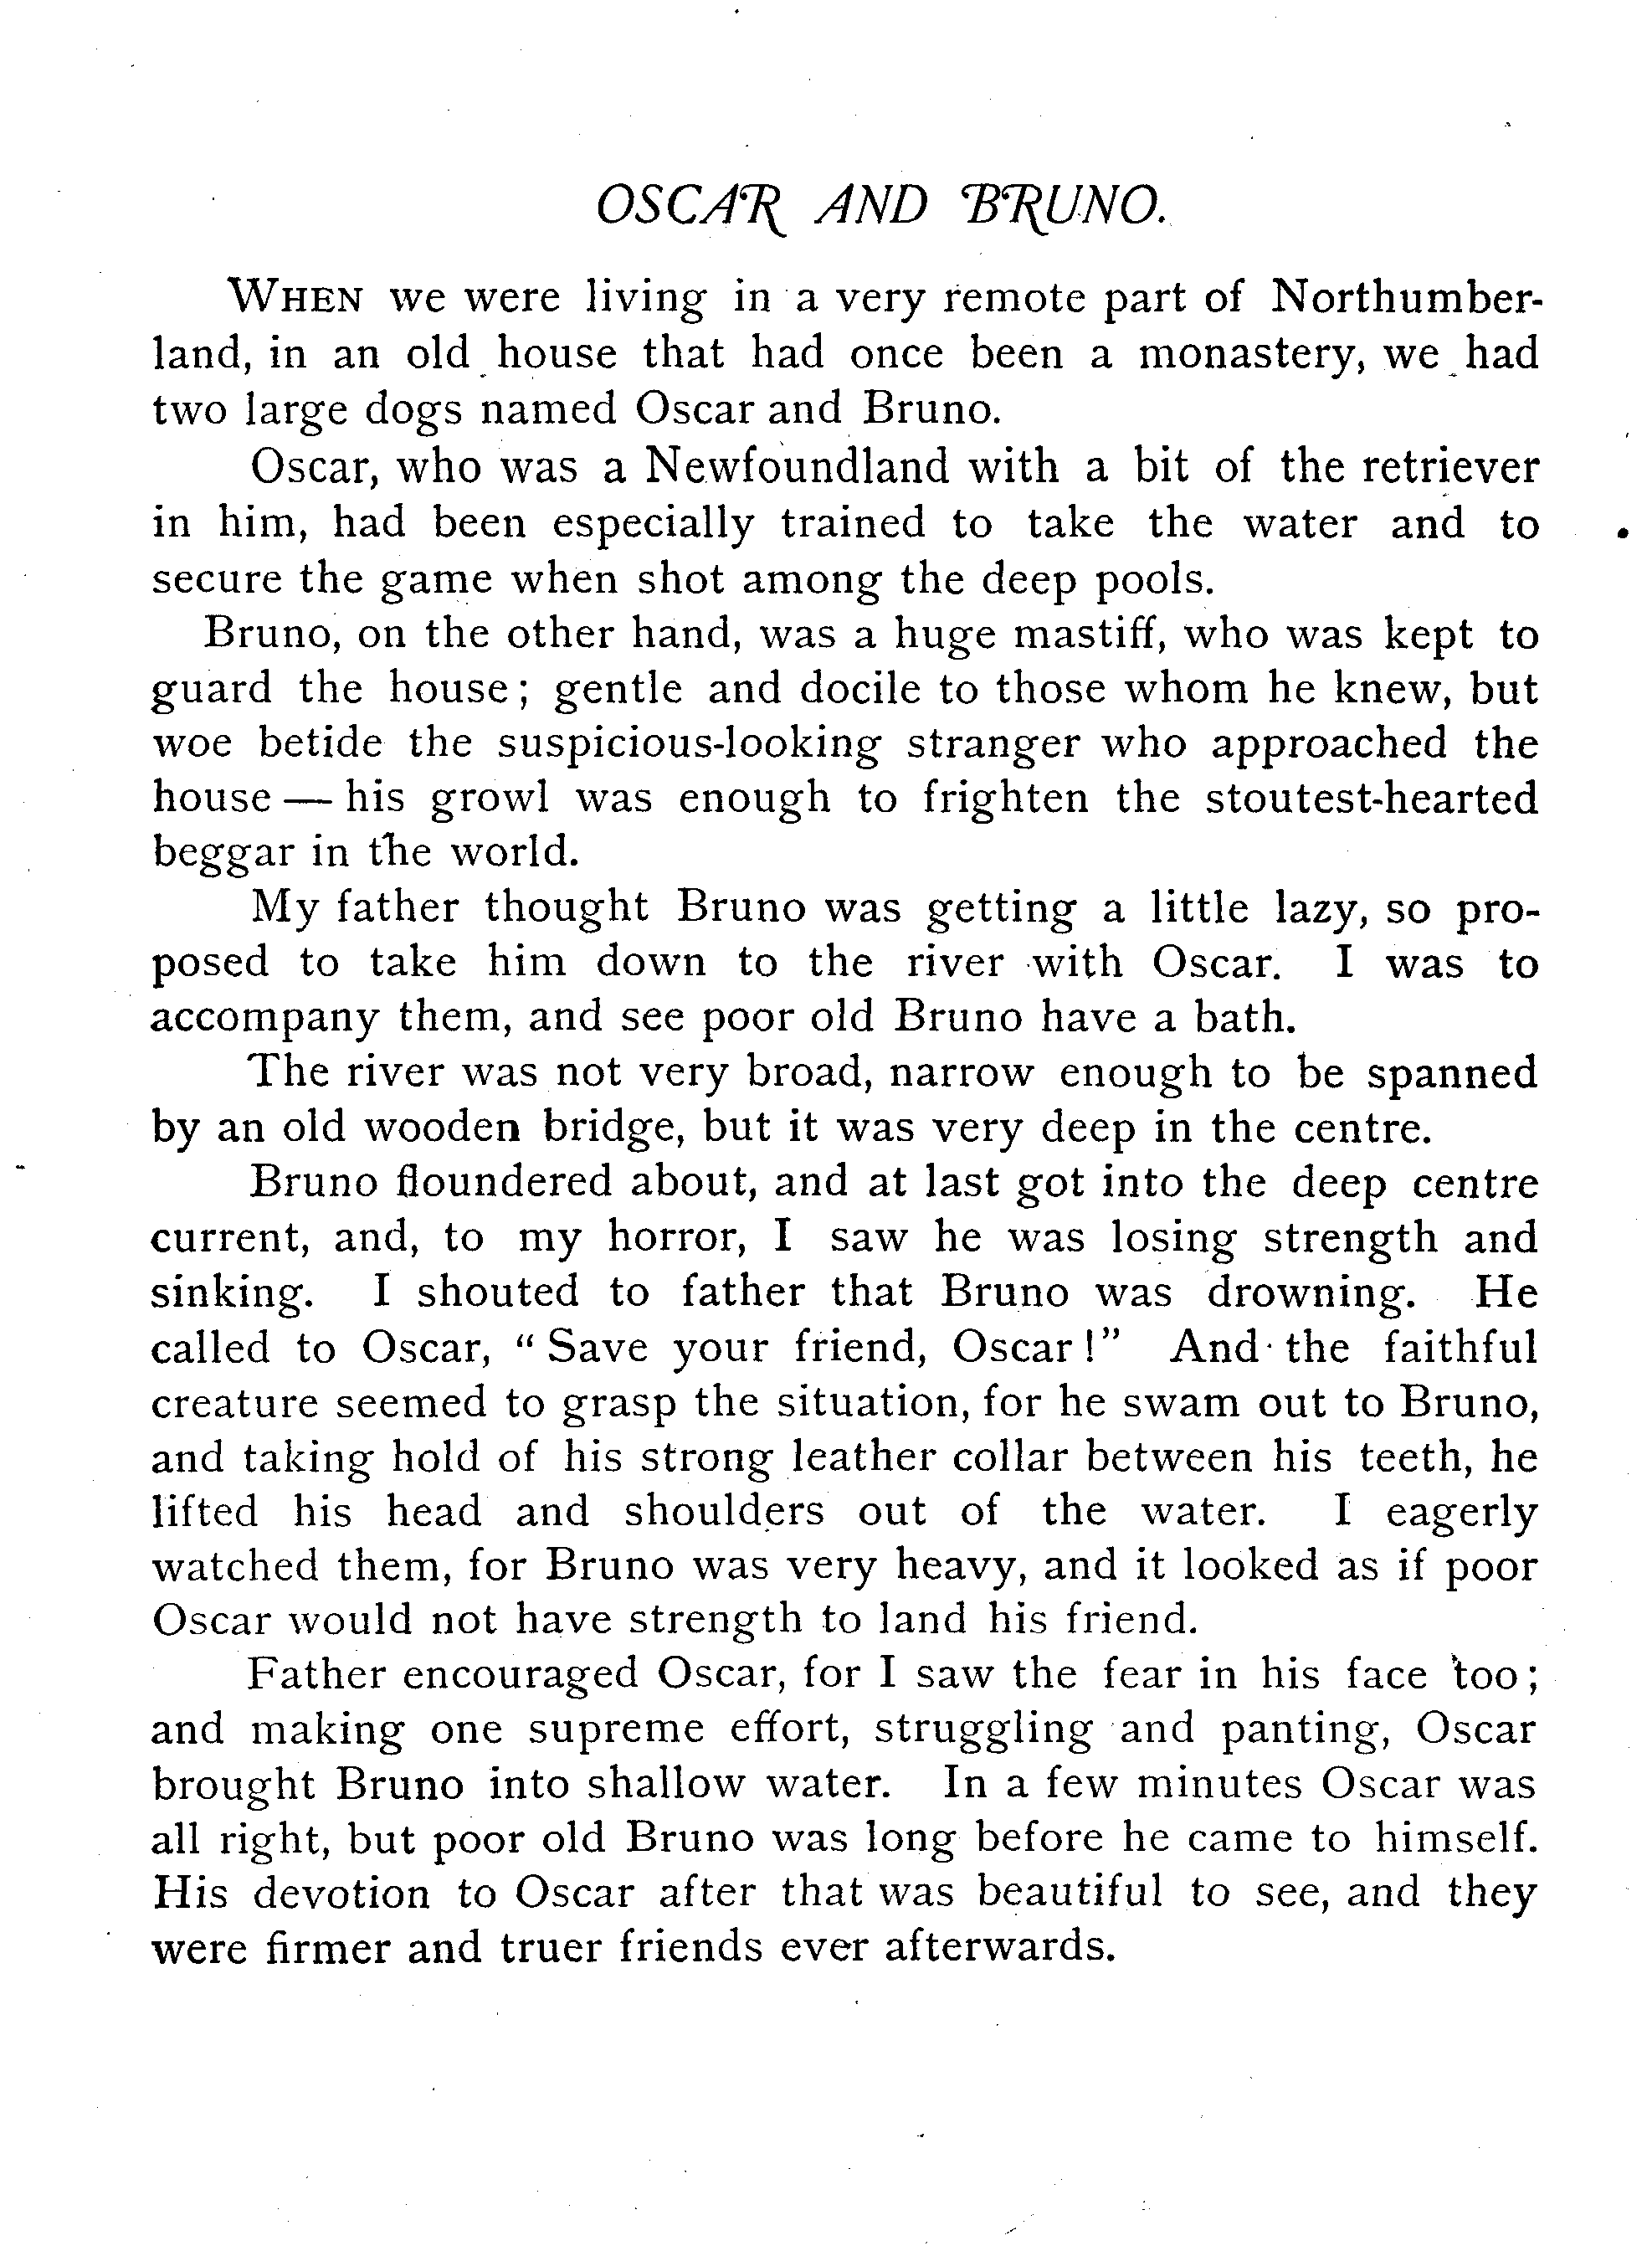 OSCAR AND BRUNO.
WHEN we were living in a very remote part of Northumber-
land, in an old house that had once been a monastery, we had
two large dogs named Oscar and Bruno.
Oscar, who was a Newfoundland with a bit of the retriever
in him, had been especially trained to take the water and to
secure the game when shot among the deep pools.
Bruno, on the other hand, was a huge mastiff, who was kept to
guard the house; gentle and docile to those whom he knew, but
woe betide the suspicious-looking stranger who approached the
house — his growl was enough to frighten the stoutest-hearted
beggar in the world.
My father thought Bruno was getting a little lazy, so pro-
posed to take him down to the river with Oscar. I was to
accompany them, and see poor old Bruno have a bath.
The river was not very broad, narrow enough to be spanned
by an old wooden bridge, but it was very deep in the centre.
Bruno floundered about, and at last got into the deep centre
current, and, to my horror, I saw he was losing strength and
sinking. I shouted to father that Bruno was drowning. He
called to Oscar, “Save your friend, Oscar!” And the faithful
creature seemed to grasp the situation, for he swam out to Bruno,
and taking hold of his strong leather collar between his teeth, he
lifted his head and shoulders out of the water. I eagerly
watched them, for Bruno was very heavy, and it looked as if poor
Oscar would not have strength to land his friend.
Father encouraged Oscar, for I saw the fear in his face too;
and making one supreme effort, struggling and panting, Oscar
brought Bruno into shallow water. In a few minutes Oscar was
all right, but poor old Bruno was long before he came to himself.
His devotion to Oscar after that was beautiful to see, and they
were firmer and truer friends ever afterwards.